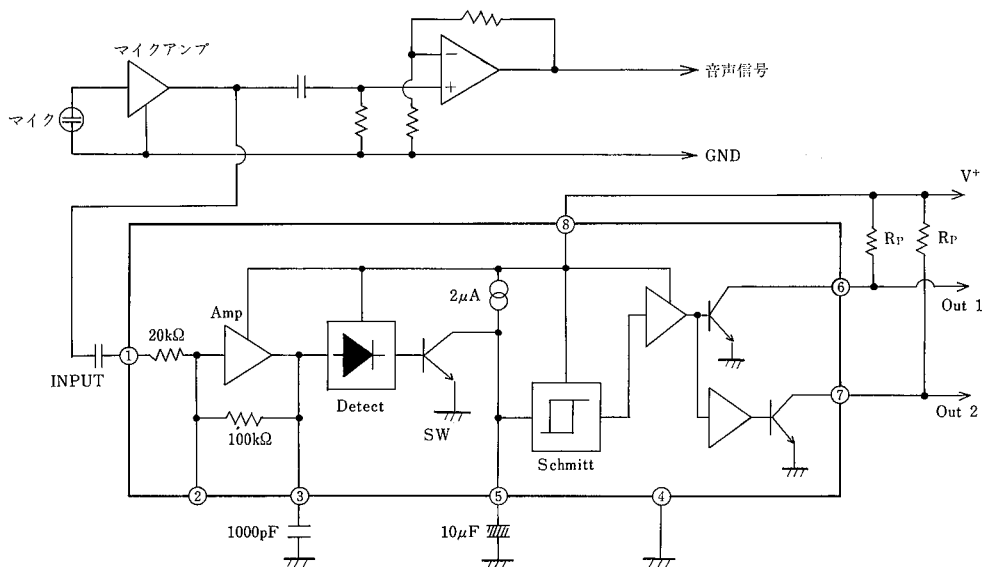 マイクアンプ
マイク
−
+
音声信号
GND
V+
8
RP
RP
2μA
6
Out 1
Amp
20kΩ
1
INPUT
Detect
7
Out 2
100kΩ
SW
Schmitt
2
3
5
4
1000pF
10μF